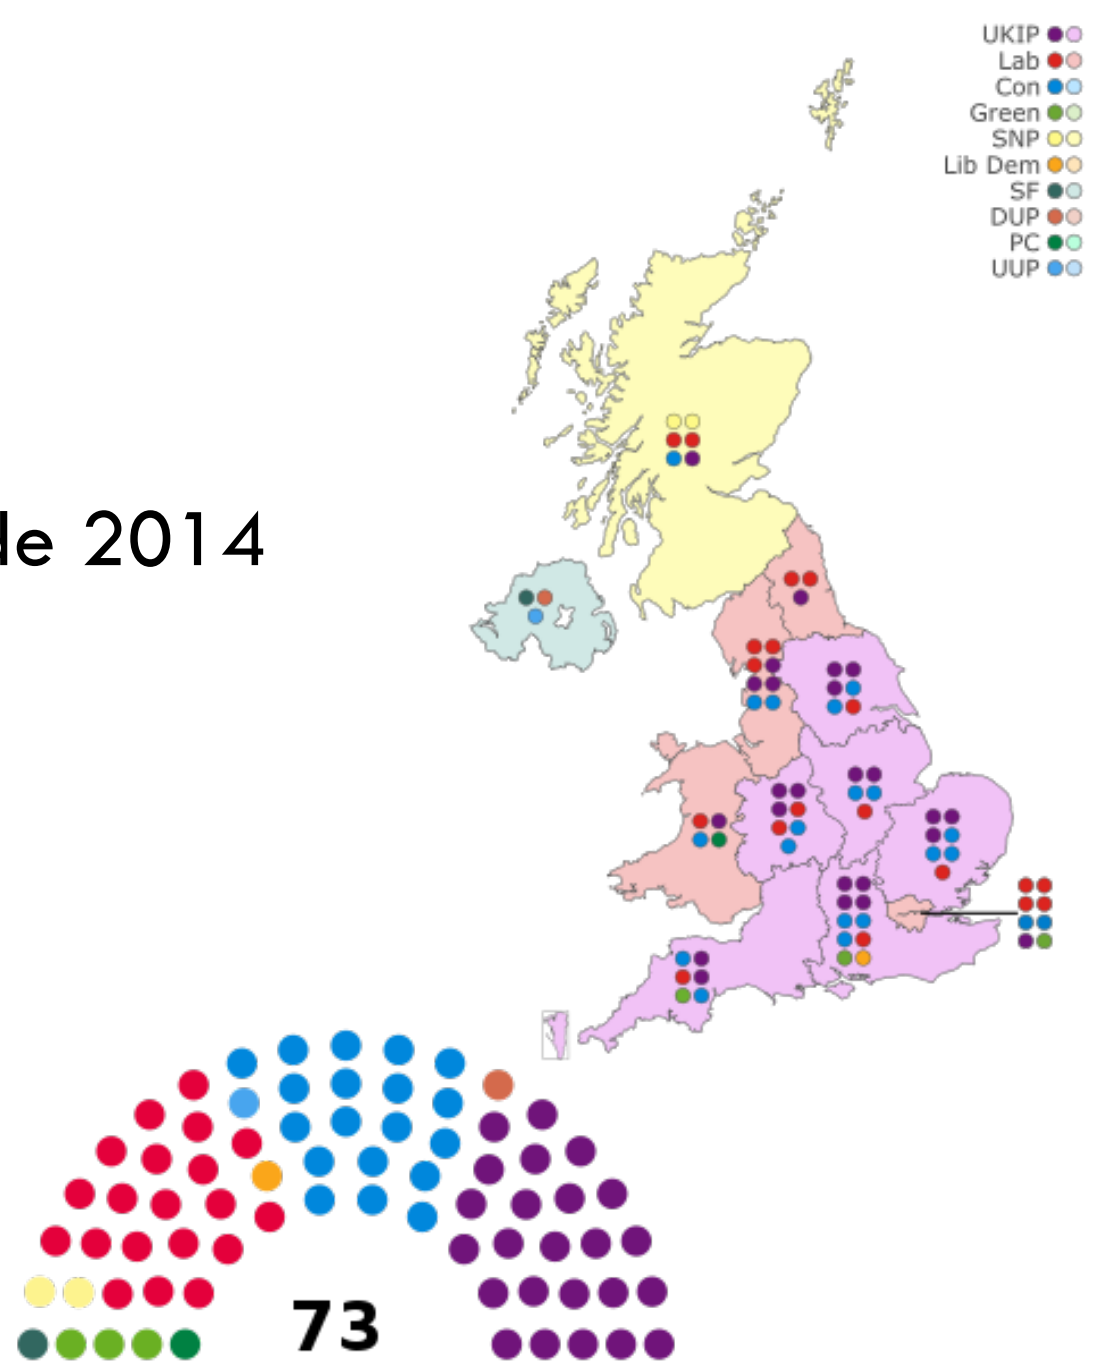 UKIP
Lab
Con
Green
SNP
Lib Dem
SF
DUP
PC
UUP
de 2014
73